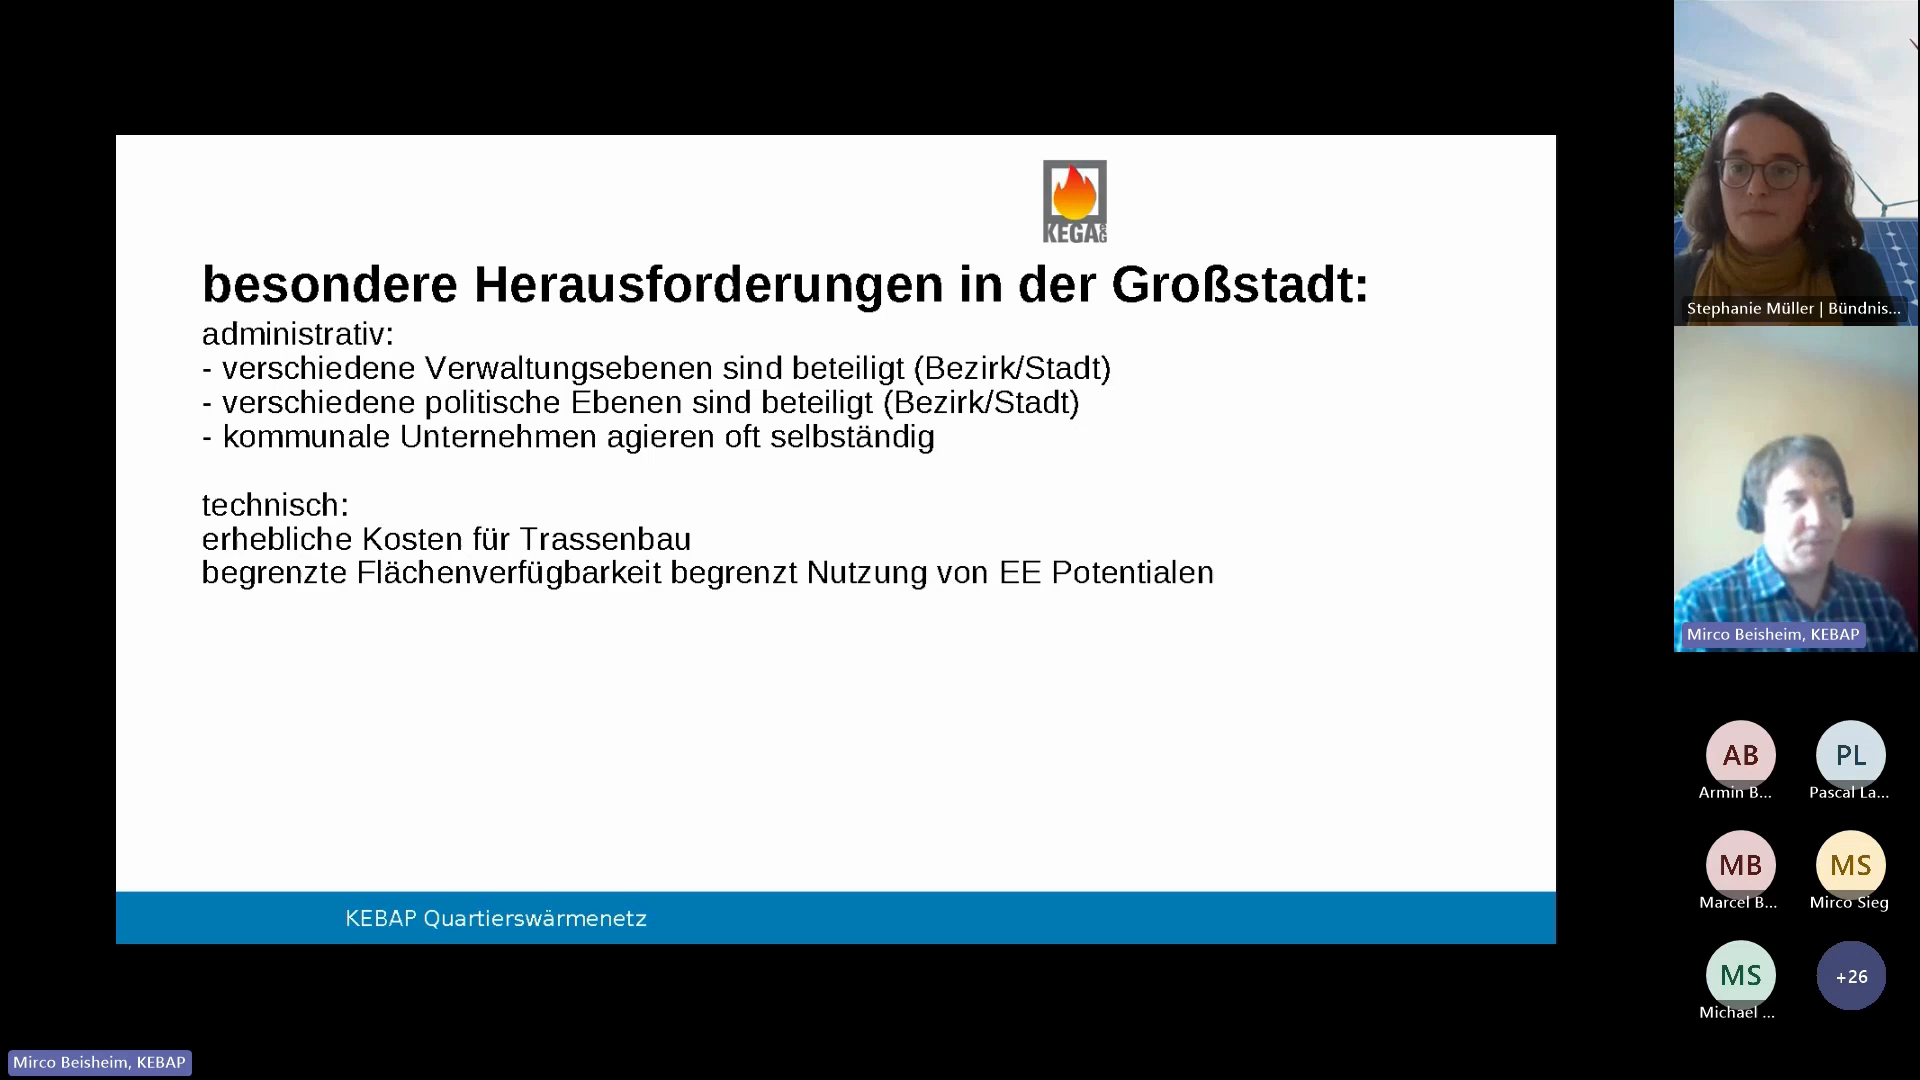 KEGA eG
besondere Herausforderungen in der Großstadt:
administrativ:
- verschiedene Verwaltungsebenen sind beteiligt (Bezirk/Stadt)
- verschiedene politische Ebenen sind beteiligt (Bezirk/Stadt)
- kommunale Unternehmen agieren oft selbständig
technisch:
erhebliche Kosten für Trassenbau
begrenzte Flächenverfügbarkeit begrenzt Nutzung von EE Potentialen
KEBAP Quartierswärmenetz
Mirco Beisheim, KEBAP
Stephanie Müller | Bündnis...
Mirco Beisheim, KEBAP
AB
Armin B...
PL
Pascal La...
MB
Marcel B...
MS
Mirco Sieg
MS
Michael ...
+26